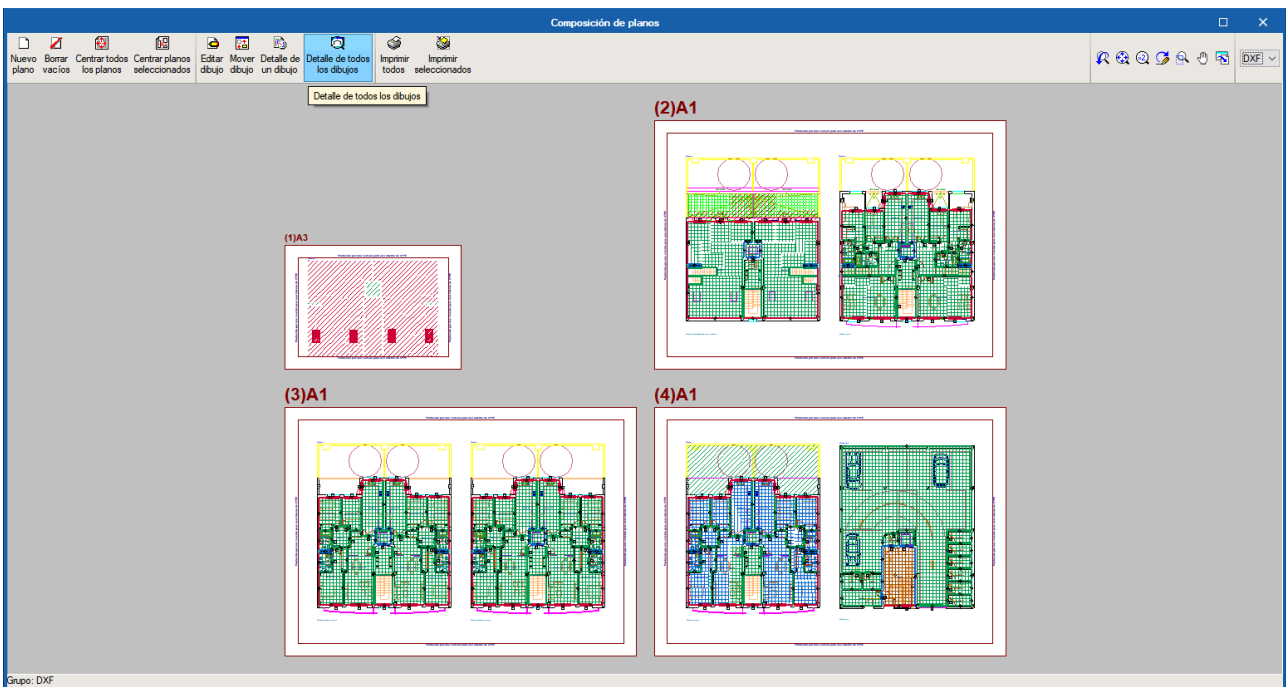 Composición de planos
Nuevo plano
Borrar vacíos
Centrar todos los planos
Centrar planos seleccionados
Editar dibujo
Mover dibujo
Detalle de un dibujo
Detalle de todos los dibujos
Imprimir todos
Imprimir seleccionados
DXF
Detalle de todos los dibujos
(2)A1
(1)A3
(3)A1
(4)A1
Grupo: DXF